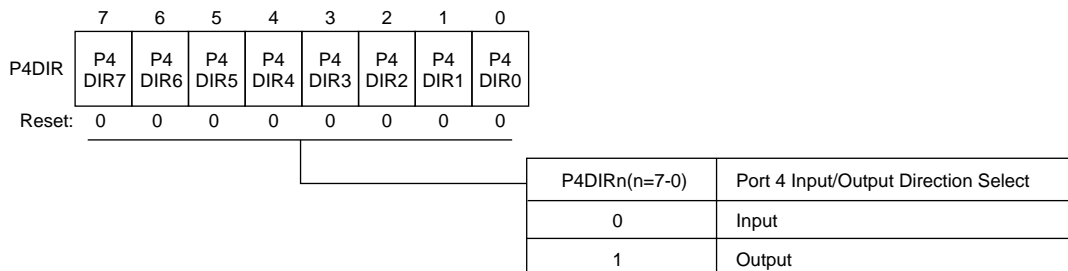 7 6 5 4 3 2 1 0
P4DIR P4 DIR7 P4 DIR6 P4 DIR5 P4 DIR4 P4 DIR3 P4 DIR2 P4 DIR1 P4 DIR0
Reset: 0 0 0 0 0 0 0 0
P4DIRn(n=7-0) Port 4 Input/Output Direction Select
0 Input
1 Output